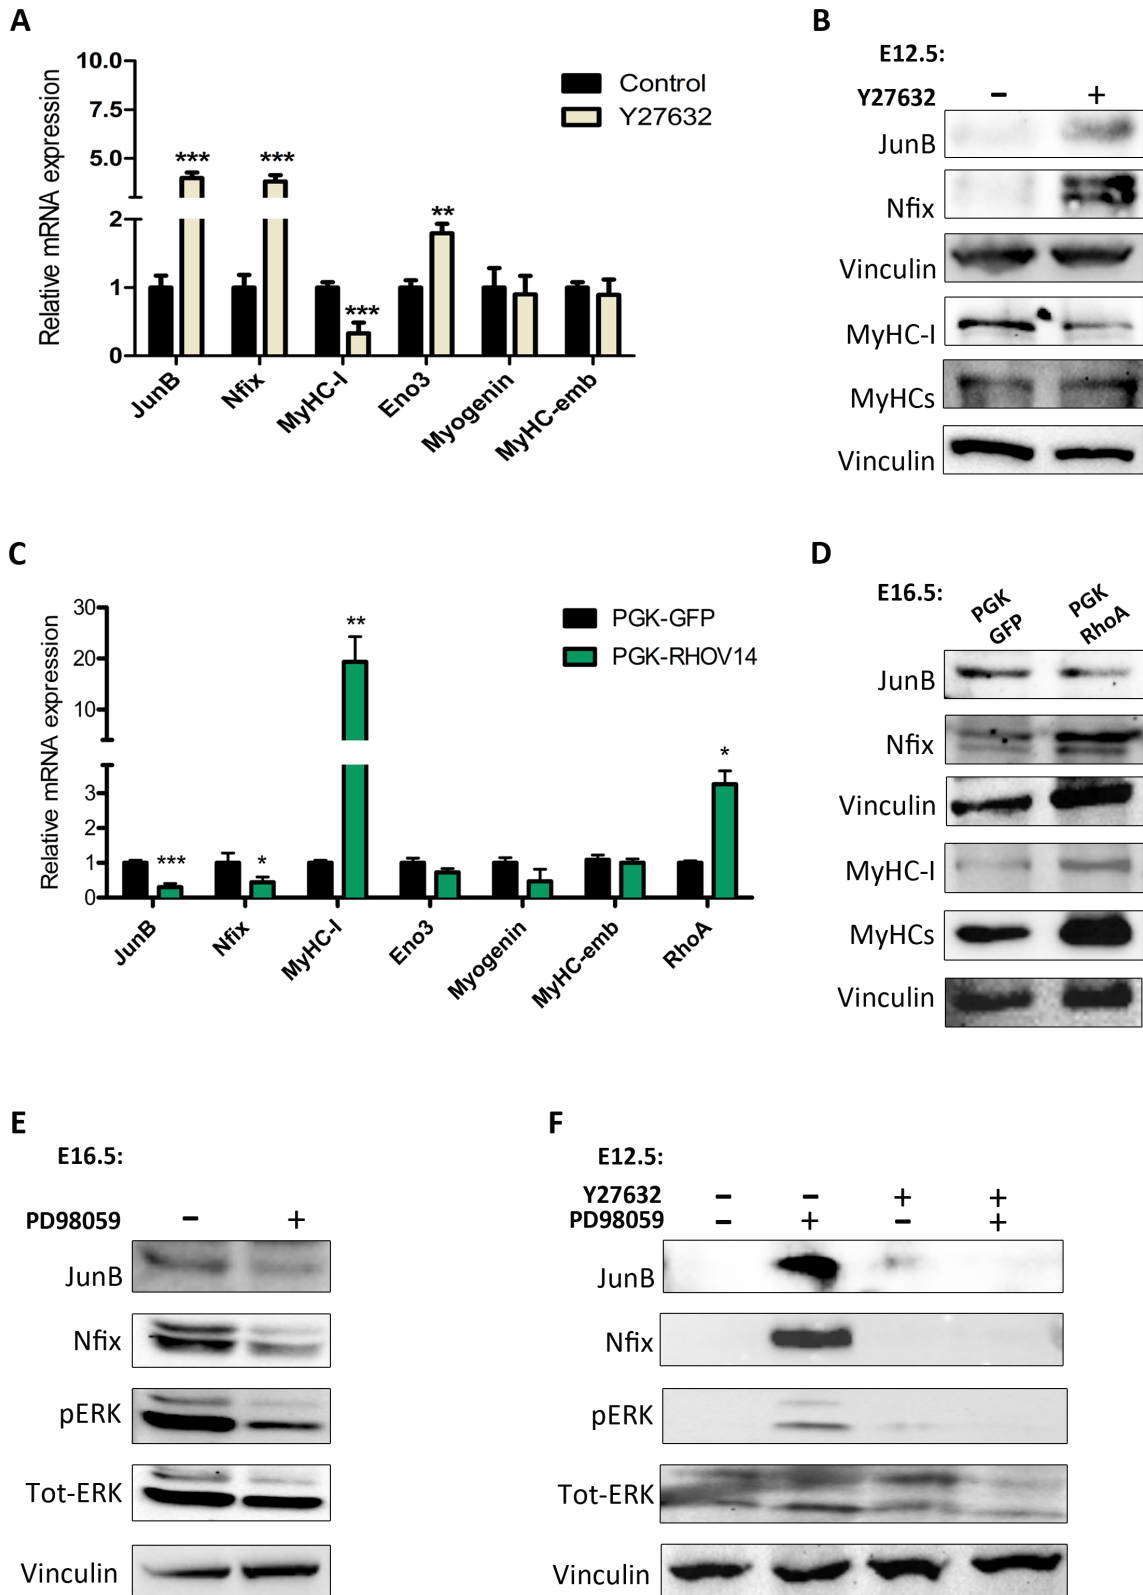 A
Relative mRNA expression
10.0
7.5
5.0
2
1
0
Control
Y27632
***
***
***
**
JunB
Nfix
MyHC-I
Eno3
Myogenin
MyHC-emb
B
E12.5:
Y27632 - +
JunB
Nfix
Vinculin
MyHC-I
MyHCs
Vinculin
C
Relative mRNA expression
30
20
10
3
2
1
0
PGK-GFP
PGK-RHOV14
***
*
**
*
JunB
Nfix
MyHC-I
Eno3
Myogenin
MyHC-emb
RhoA
D
E16.5:
PGK GFP
PGK RhoA
JunB
Nfix
Vinculin
MyHC-I
MyHCs
Vinculin
E
E16.5:
PD98059 - +
JunB
Nfix
pERK
Tot-ERK
Vinculin
F
E12.5:
Y27632 - - + +
PD98059 - + - +
JunB
Nfix
pERK
Tot-ERK
Vinculin